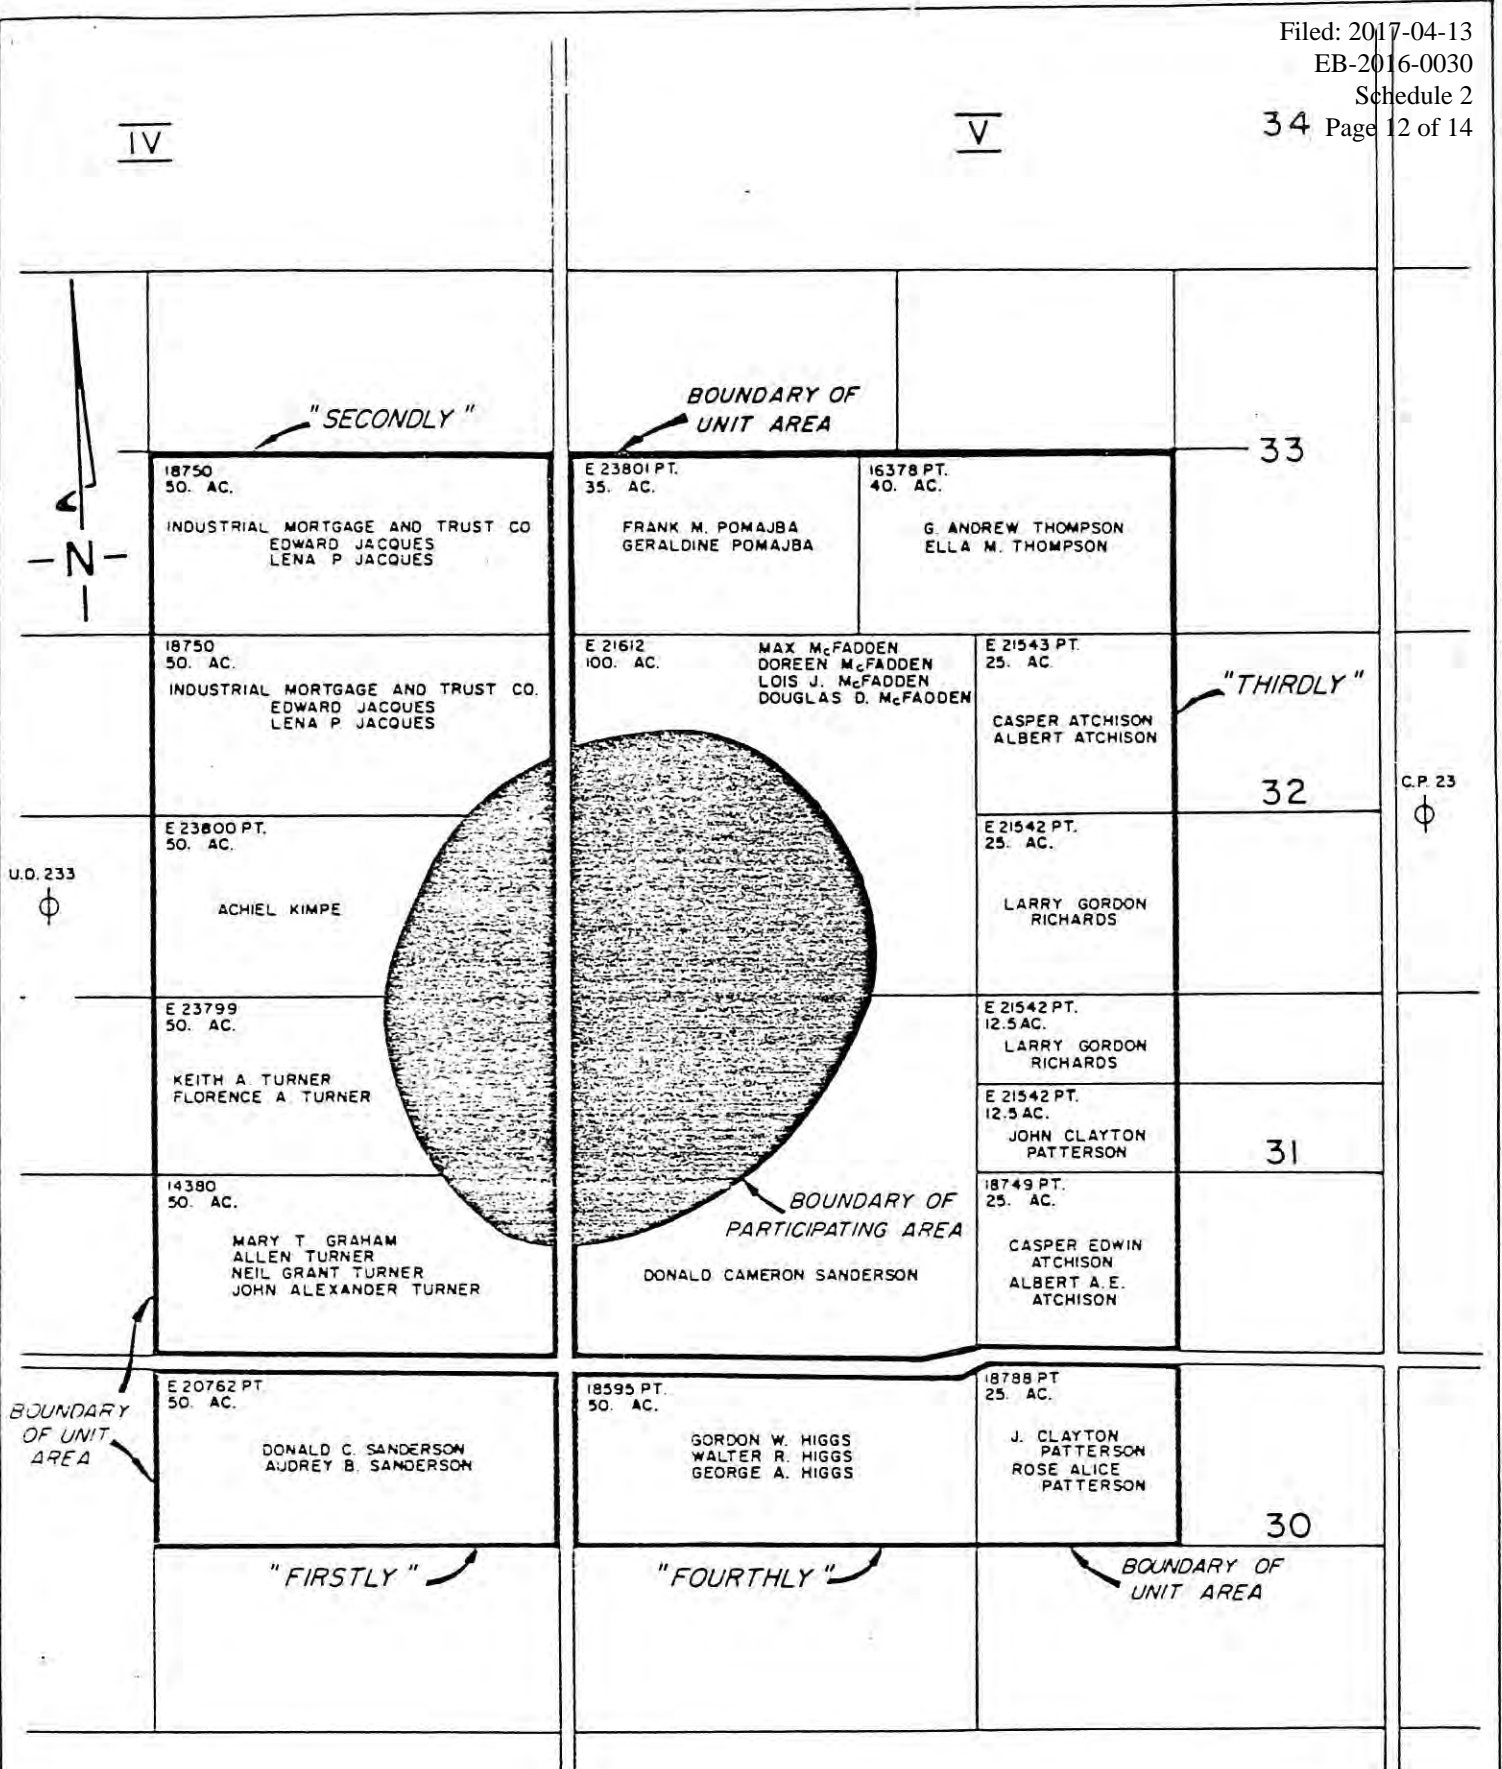 Filed: 2017-04-13
EB-2016-0030
Schedule 2
Page 12 of 14
IV
V
34
"SECONDLY"
BOUNDARY OF
UNIT AREA
33
18750
50. AC.
INDUSTRIAL MORTGAGE AND TRUST CO
EDWARD JACQUES
LENA P JACQUES
E 23801 PT.
35. AC.
FRANK M. POMAJBA
GERALDINE POMAJBA
16378 PT.
40. AC.
G. ANDREW THOMPSON
ELLA M. THOMPSON
N
18750
50. AC.
INDUSTRIAL MORTGAGE AND TRUST CO.
EDWARD JACQUES
LENA P JACQUES
E 21612
100. AC.
MAX McFADDEN
DOREEN McFADDEN
LOIS J. McFADDEN
DOUGLAS D. McFADDEN
E 21543 PT.
25. AC.
CASPER ATCHISON
ALBERT ATCHISON
"THIRDLY"
32
C.P. 23
E 23800 PT.
50. AC.
ACHIEL KIMPE
U.D. 233
E 21542 PT.
25. AC.
LARRY GORDON
RICHARDS
E 23799
50. AC.
KEITH A. TURNER
FLORENCE A. TURNER
E 21542 PT.
12.5 AC.
LARRY GORDON
RICHARDS
E 21542 PT.
12.5 AC.
JOHN CLAYTON
PATTERSON
31
14380
50. AC.
MARY T. GRAHAM
ALLEN TURNER
NEIL GRANT TURNER
JOHN ALEXANDER TURNER
BOUNDARY OF
PARTICIPATING AREA
DONALD CAMERON SANDERSON
18749 PT.
25. AC.
CASPER EDWIN
ATCHISON
ALBERT A.E.
ATCHISON
BOUNDARY
OF UNIT
AREA
E 20762 PT
50. AC.
DONALD C. SANDERSON
AUDREY B. SANDERSON
18595 PT.
50. AC.
GORDON W. HIGGS
WALTER R. HIGGS
GEORGE A. HIGGS
18788 PT
25. AC.
J. CLAYTON
PATTERSON
ROSE ALICE
PATTERSON
30
"FIRSTLY"
"FOURTHLY"
BOUNDARY OF
UNIT AREA